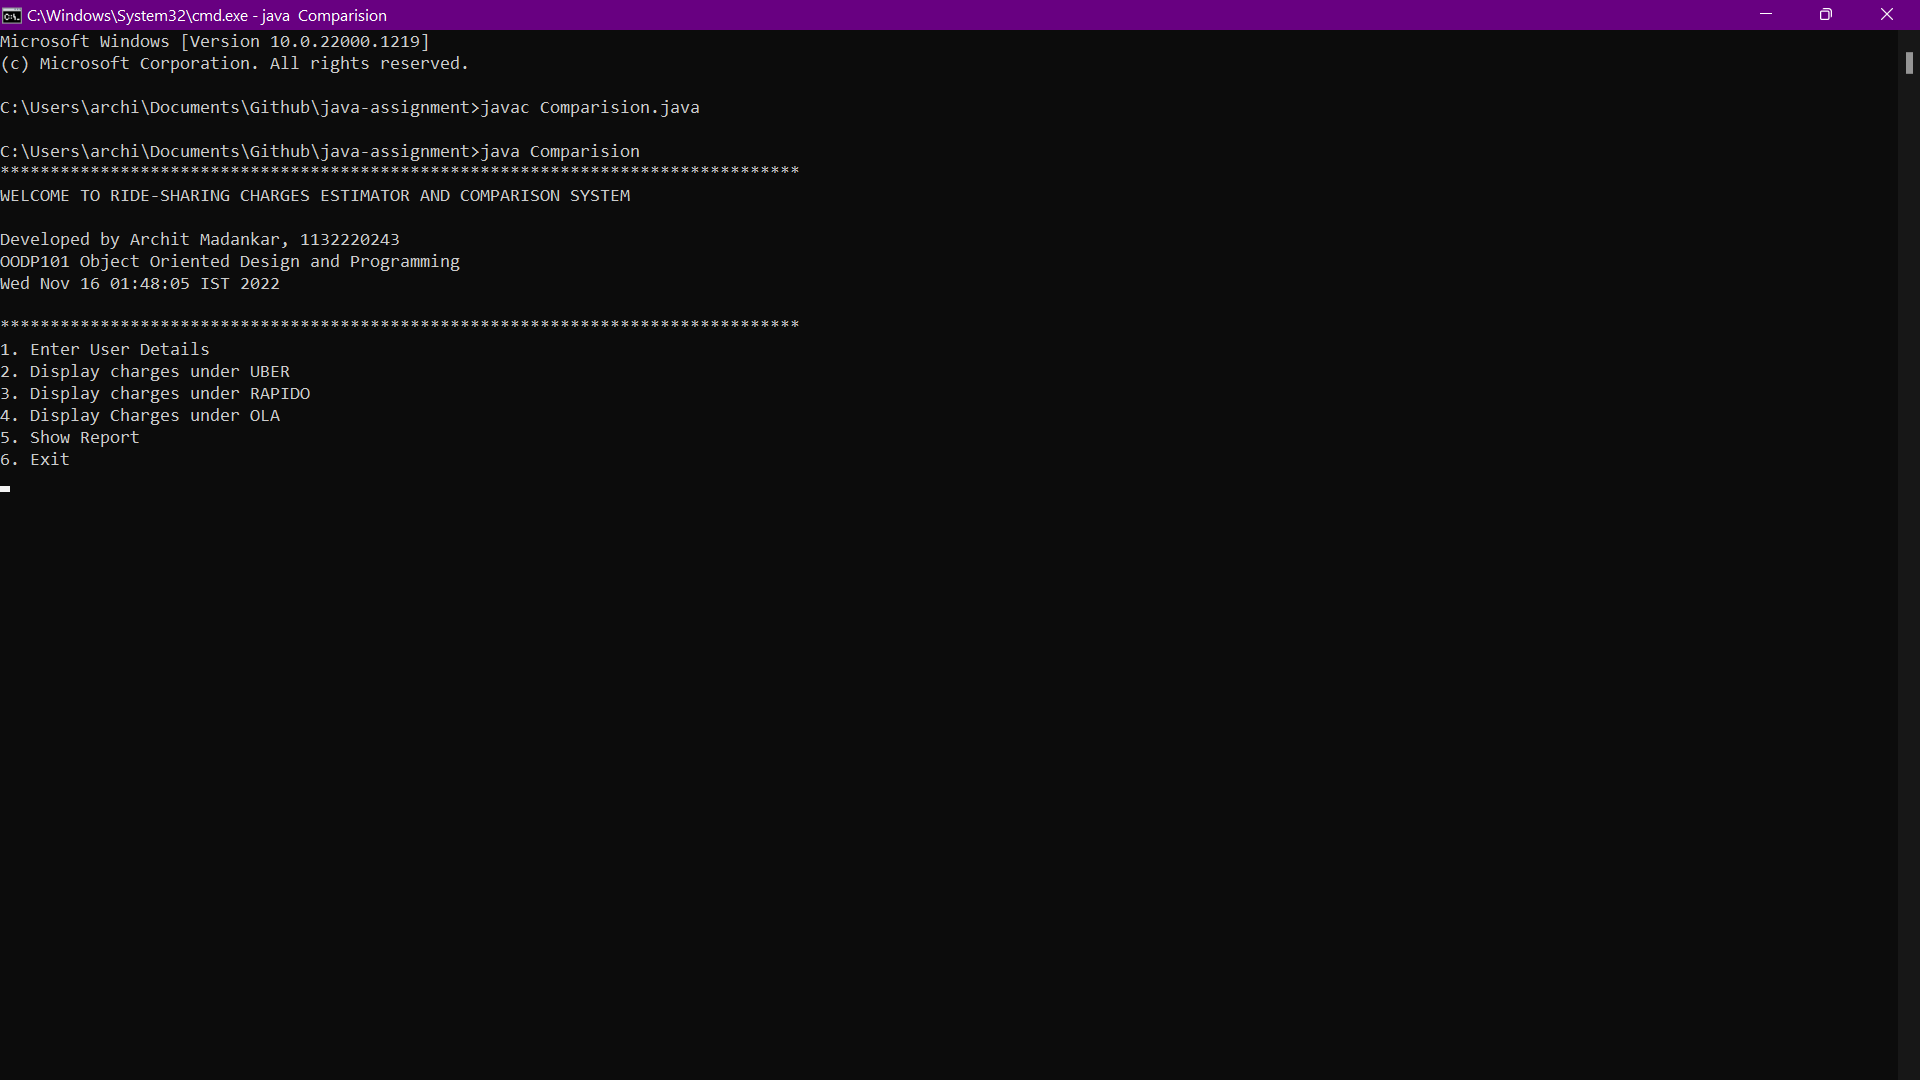 C:\Windows\System32\cmd.exe - java  Comparision
Microsoft Windows [Version 10.0.22000.1219]
(c) Microsoft Corporation. All rights reserved.
C:\Users\archi\Documents\Github\java-assignment>javac Comparision.java
C:\Users\archi\Documents\Github\java-assignment>java Comparision
********************************************************************************
WELCOME TO RIDE-SHARING CHARGES ESTIMATOR AND COMPARISON SYSTEM
Developed by Archit Madankar, 1132220243
OODP101 Object Oriented Design and Programming
Wed Nov 16 01:48:05 IST 2022
********************************************************************************
1. Enter User Details
2. Display charges under UBER
3. Display charges under RAPIDO
4. Display Charges under OLA
5. Show Report
6. Exit